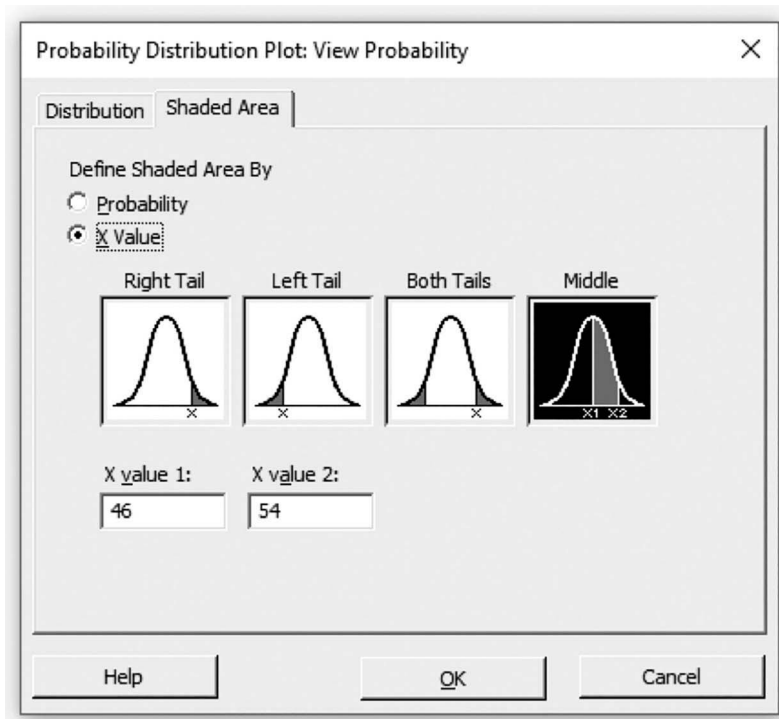 Probability Distribution Plot: View Probability
Distribution Shaded Area
Define Shaded Area By
Probability
X Value
Right Tail Left Tail Both Tails Middle
X X X X1 X2
X value 1: X value 2:
46 54
Help OK Cancel